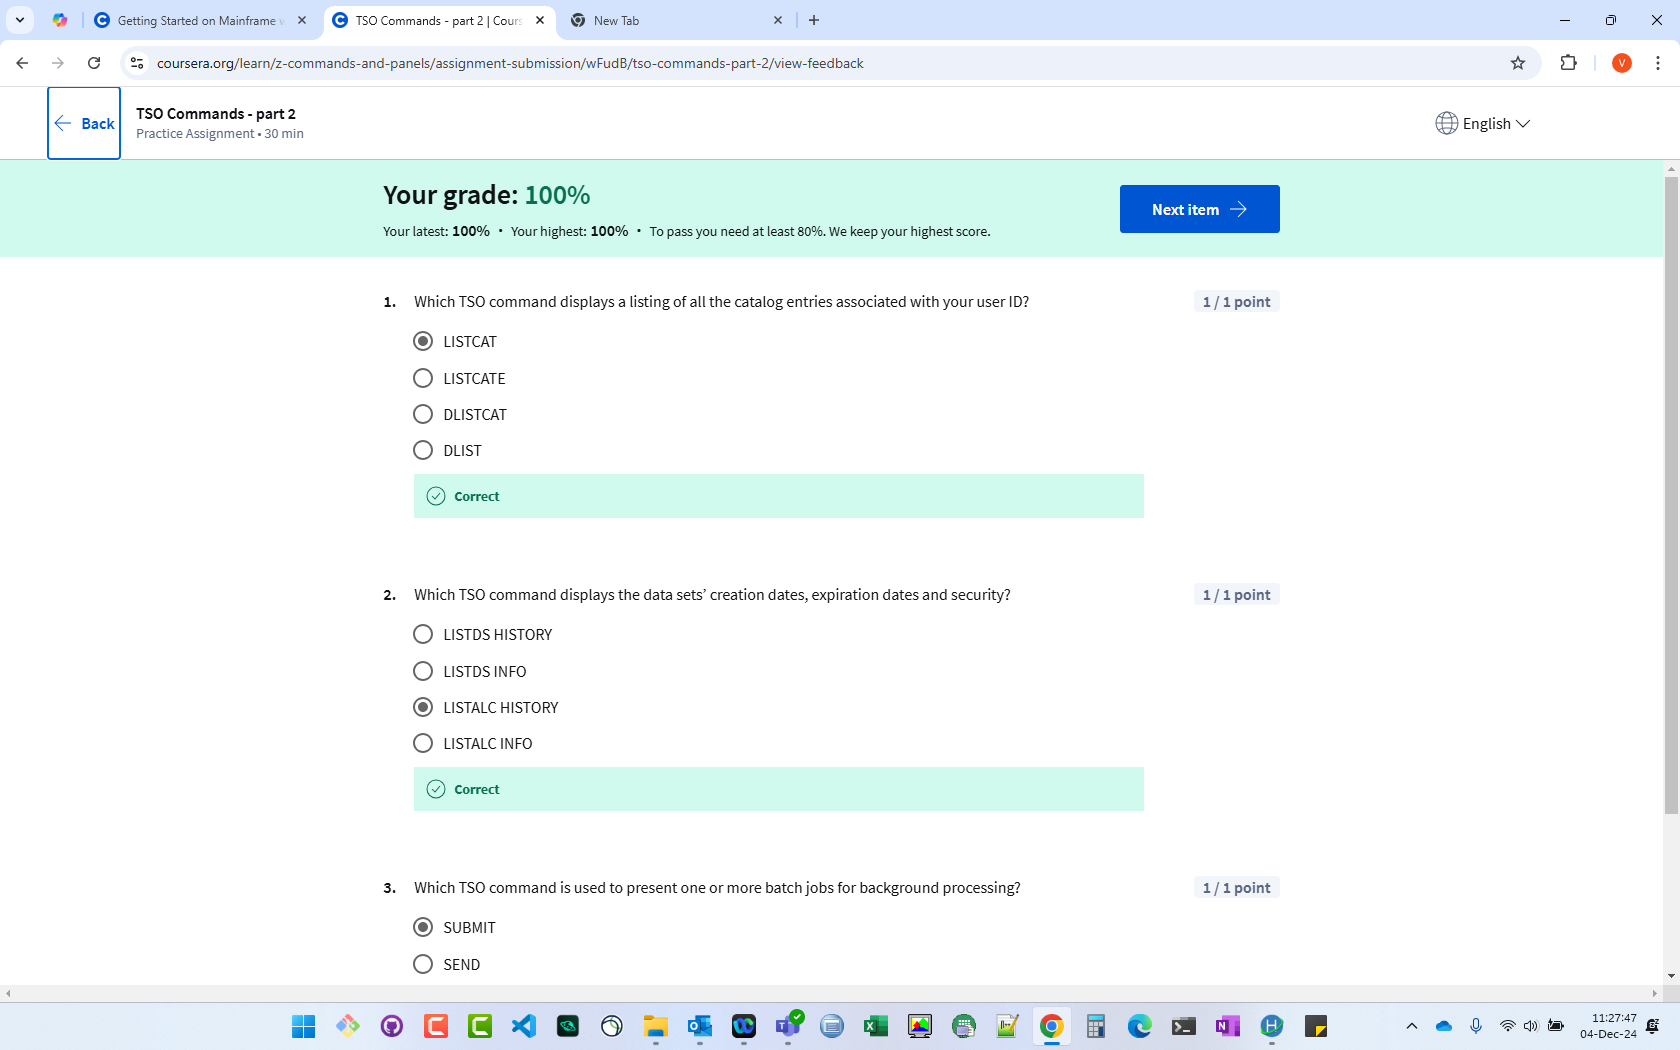 Getting Started on Mainframe
TSO Commands - part 2 | Cours
New Tab
coursera.org/learn/z-commands-and-panels/assignment-submission/wFudB/tso-commands-part-2/view-feedback
V
Back
TSO Commands - part 2
Practice Assignment • 30 min
English
Your grade: 100%
Your latest: 100% • Your highest: 100% • To pass you need at least 80%. We keep your highest score.
Next item
1. Which TSO command displays a listing of all the catalog entries associated with your user ID?
1 / 1 point
LISTCAT
LISTCATE
DLISTCAT
DLIST
Correct
2. Which TSO command displays the data sets’ creation dates, expiration dates and security?
1 / 1 point
LISTDS HISTORY
LISTDS INFO
LISTALC HISTORY
LISTALC INFO
Correct
3. Which TSO command is used to present one or more batch jobs for background processing?
1 / 1 point
SUBMIT
SEND
11:27:47
04-Dec-24